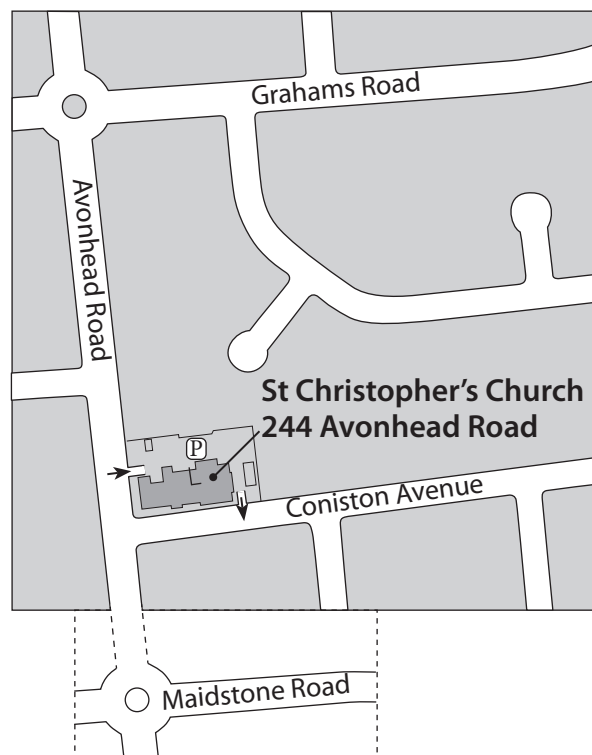 Grahams Road
Avonhead Road
St Christopher’s Church
244 Avonhead Road
P
Coniston Avenue
Maidstone Road